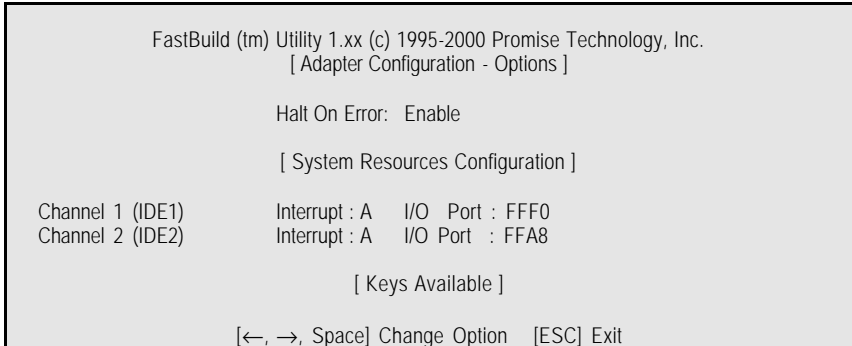 FastBuild (tm) Utility 1.xx (c) 1995-2000 Promise Technology, Inc.
[ Adapter Configuration - Options ]
Halt On Error: Enable
[ System Resources Configuration ]
Channel 1 (IDE1) Interrupt : A I/O Port : FFF0
Channel 2 (IDE2) Interrupt : A I/O Port : FFA8
[ Keys Available ]
[←, →, Space] Change Option [ESC] Exit